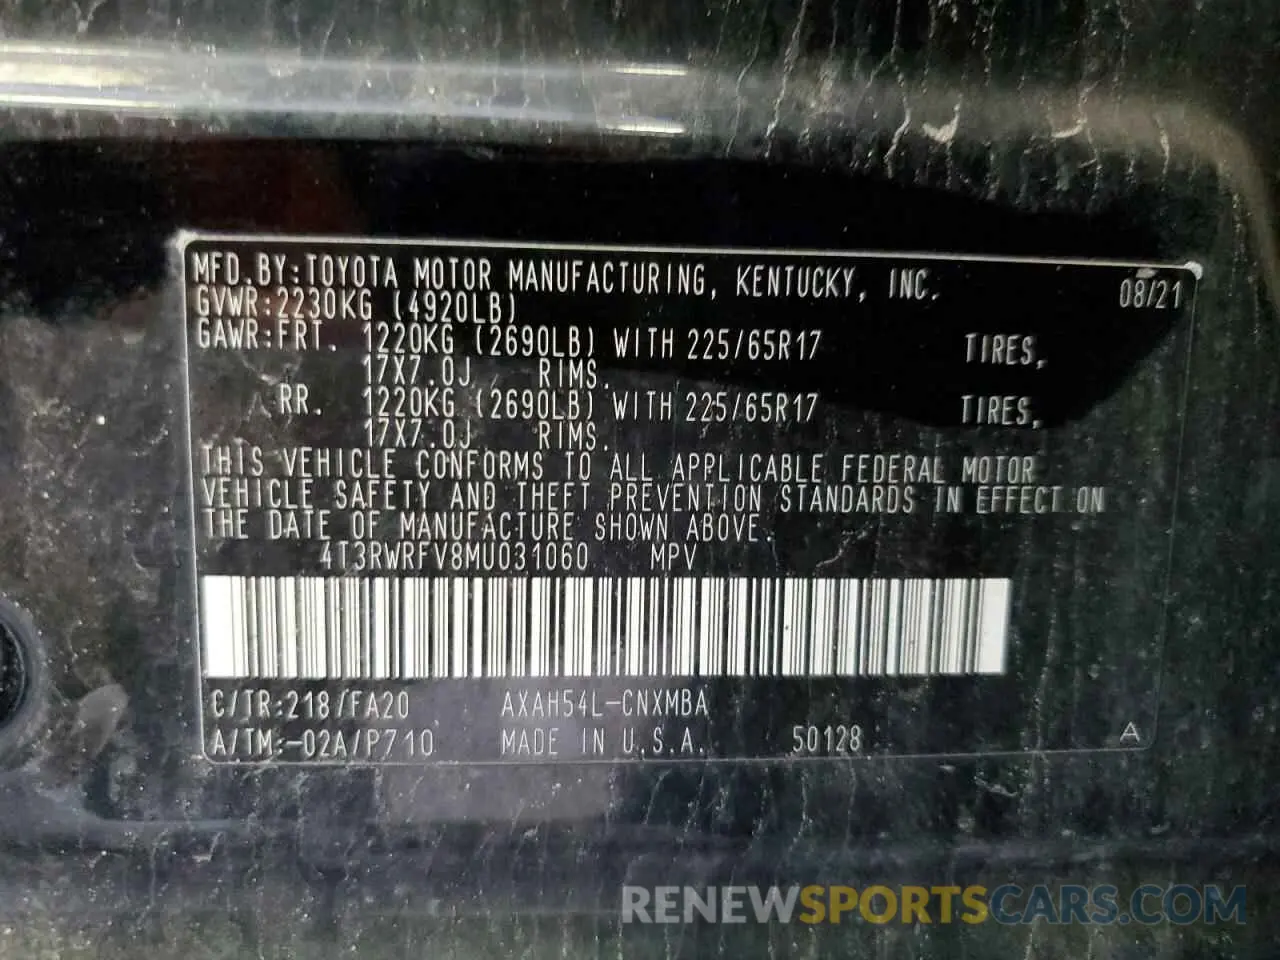 MFD.BY:TOYOTA MOTOR MANUFACTURING, KENTUCKY, INC. 08/21
GVWR:2230KG (4920LB)
GAWR:FRT. 1220KG (2690LB) WITH 225/65R17 TIRES,
17X7.0J RIMS.
RR. 1220KG (2690LB) WITH 225/65R17 TIRES,
17X7.0J RIMS.
THIS VEHICLE CONFORMS TO ALL APPLICABLE FEDERAL MOTOR
VEHICLE SAFETY AND THEFT PREVENTION STANDARDS IN EFFECT ON
THE DATE OF MANUFACTURE SHOWN ABOVE.
4T3RWRFV8MU031060 MPV
C/TR:218/FA20 AXAH54L-CNXMBA
A/TM:-02A/P710 MADE IN U.S.A. 50128 A
RENEWSPORTSCARS.COM